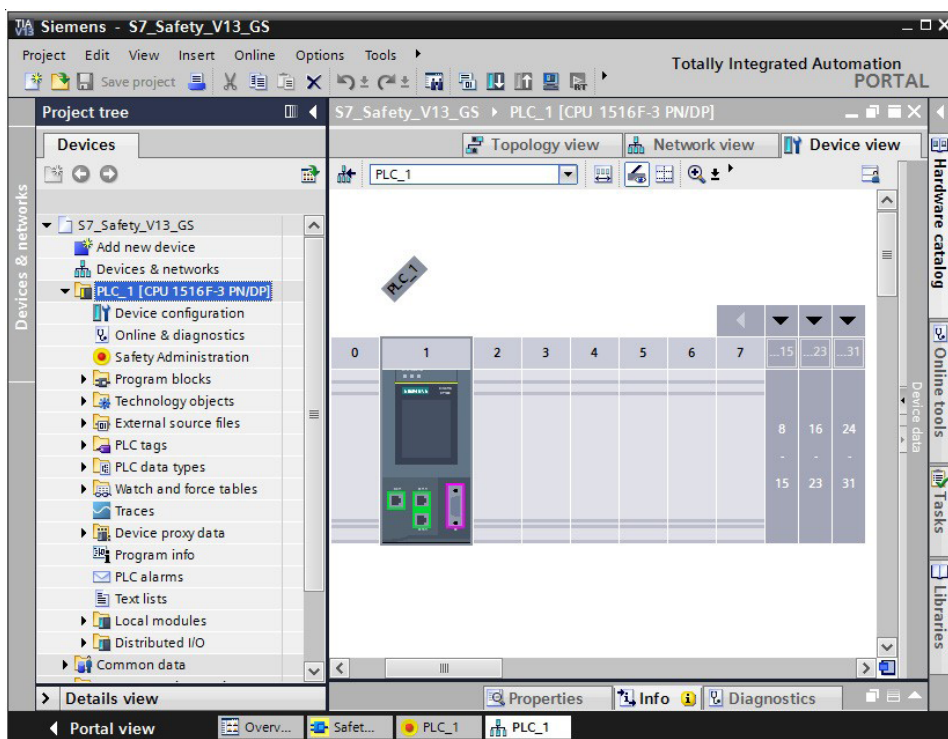 TIA V13 Siemens - S7_Safety_V13_GS
Project Edit View Insert Online Options Tools
Save project
Totally Integrated Automation
PORTAL
Project tree
S7_Safety_V13_GS PLC_1 [CPU 1516F-3 PN/DP]
Devices
Topology view Network view Device view
PLC_1
Devices & networks
S7_Safety_V13_GS
Add new device
Devices & networks
PLC_1 [CPU 1516F-3 PN/DP]
Device configuration
Online & diagnostics
Safety Administration
Program blocks
Technology objects
External source files
PLC tags
PLC data types
Watch and force tables
Traces
Device proxy data
Program info
PLC alarms
Text lists
Local modules
Distributed I/O
Common data
PLC_1
0 1 2 3 4 5 6 7 ...15 ...23 ...31
SIEMENS
8 16 24
- - -
15 23 31
Device data
Hardware catalog
Online tools
Tasks
Libraries
Details view
Properties Info Diagnostics
Portal view Overv... Safet... PLC_1 PLC_1